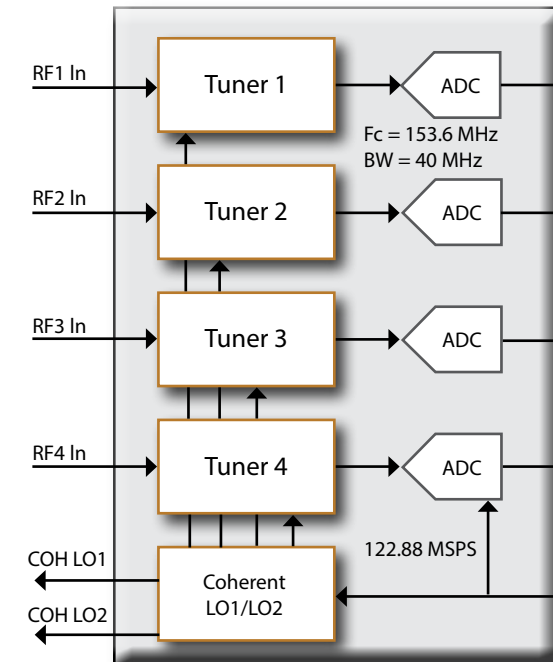 RF1 In
Tuner 1
ADC
Fc = 153.6 MHz
BW = 40 MHz
RF2 In
Tuner 2
ADC
RF3 In
Tuner 3
ADC
RF4 In
Tuner 4
ADC
122.88 MSPS
COH LO1
Coherent
LO1/LO2
COH LO2